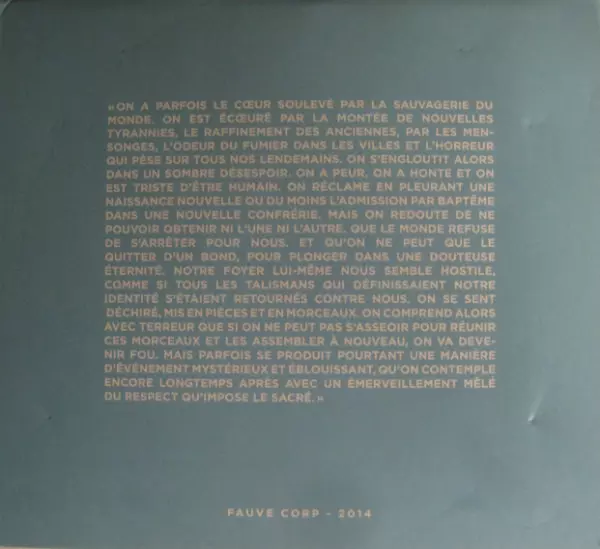 «ON A PARFOIS LE CŒUR SOULEVÉ PAR LA SAUVAGERIE DU
MONDE. ON EST ÉCŒURÉ PAR LA MONTÉE DE NOUVELLES
TYRANNIES, LE RAFFINEMENT DES ANCIENNES, PAR LES MEN-
SONGES, L'ODEUR DU FUMIER DANS LES VILLES ET L'HORREUR
QUI PÈSE SUR TOUS NOS LENDEMAINS. ON S'ENGLOUTIT ALORS
DANS UN SOMBRE DÉSESPOIR. ON A PEUR, ON A HONTE ET ON
EST TRISTE D'ÊTRE HUMAIN. ON RÉCLAME EN PLEURANT UNE
NAISSANCE NOUVELLE OU DU MOINS L'ADMISSION PAR BAPTÊME
DANS UNE NOUVELLE CONFRÉRIE. MAIS ON REDOUTE DE NE
POUVOIR OBTENIR NI L'UNE NI L'AUTRE. QUE LE MONDE REFUSE
DE S'ARRÊTER POUR NOUS. ET QU'ON NE PEUT QUE LE
QUITTER D'UN BOND, POUR PLONGER DANS UNE DOUTEUSE
ÉTERNITÉ. NOTRE FOYER LUI-MÊME NOUS SEMBLE HOSTILE,
COMME SI TOUS LES TALISMANS QUI DÉFINISSAIENT NOTRE
IDENTITÉ S'ÉTAIENT RETOURNÉS CONTRE NOUS. ON SE SENT
DÉCHIRÉ, MIS EN PIÈCES ET EN MORCEAUX. ON COMPREND ALORS
AVEC TERREUR QUE SI ON NE PEUT PAS S'ASSEOIR POUR RÉUNIR
CES MORCEAUX ET LES ASSEMBLER À NOUVEAU, ON VA DEVE-
NIR FOU. MAIS PARFOIS SE PRODUIT POURTANT UNE MANIÈRE
D'ÉVÉNEMENT MYSTÉRIEUX ET ÉBLOUISSANT, QU'ON CONTEMPLE
ENCORE LONGTEMPS APRÈS AVEC UN ÉMERVEILLEMENT MÊLÉ
DU RESPECT QU'IMPOSE LE SACRÉ.»
FAUVE CORP - 2014